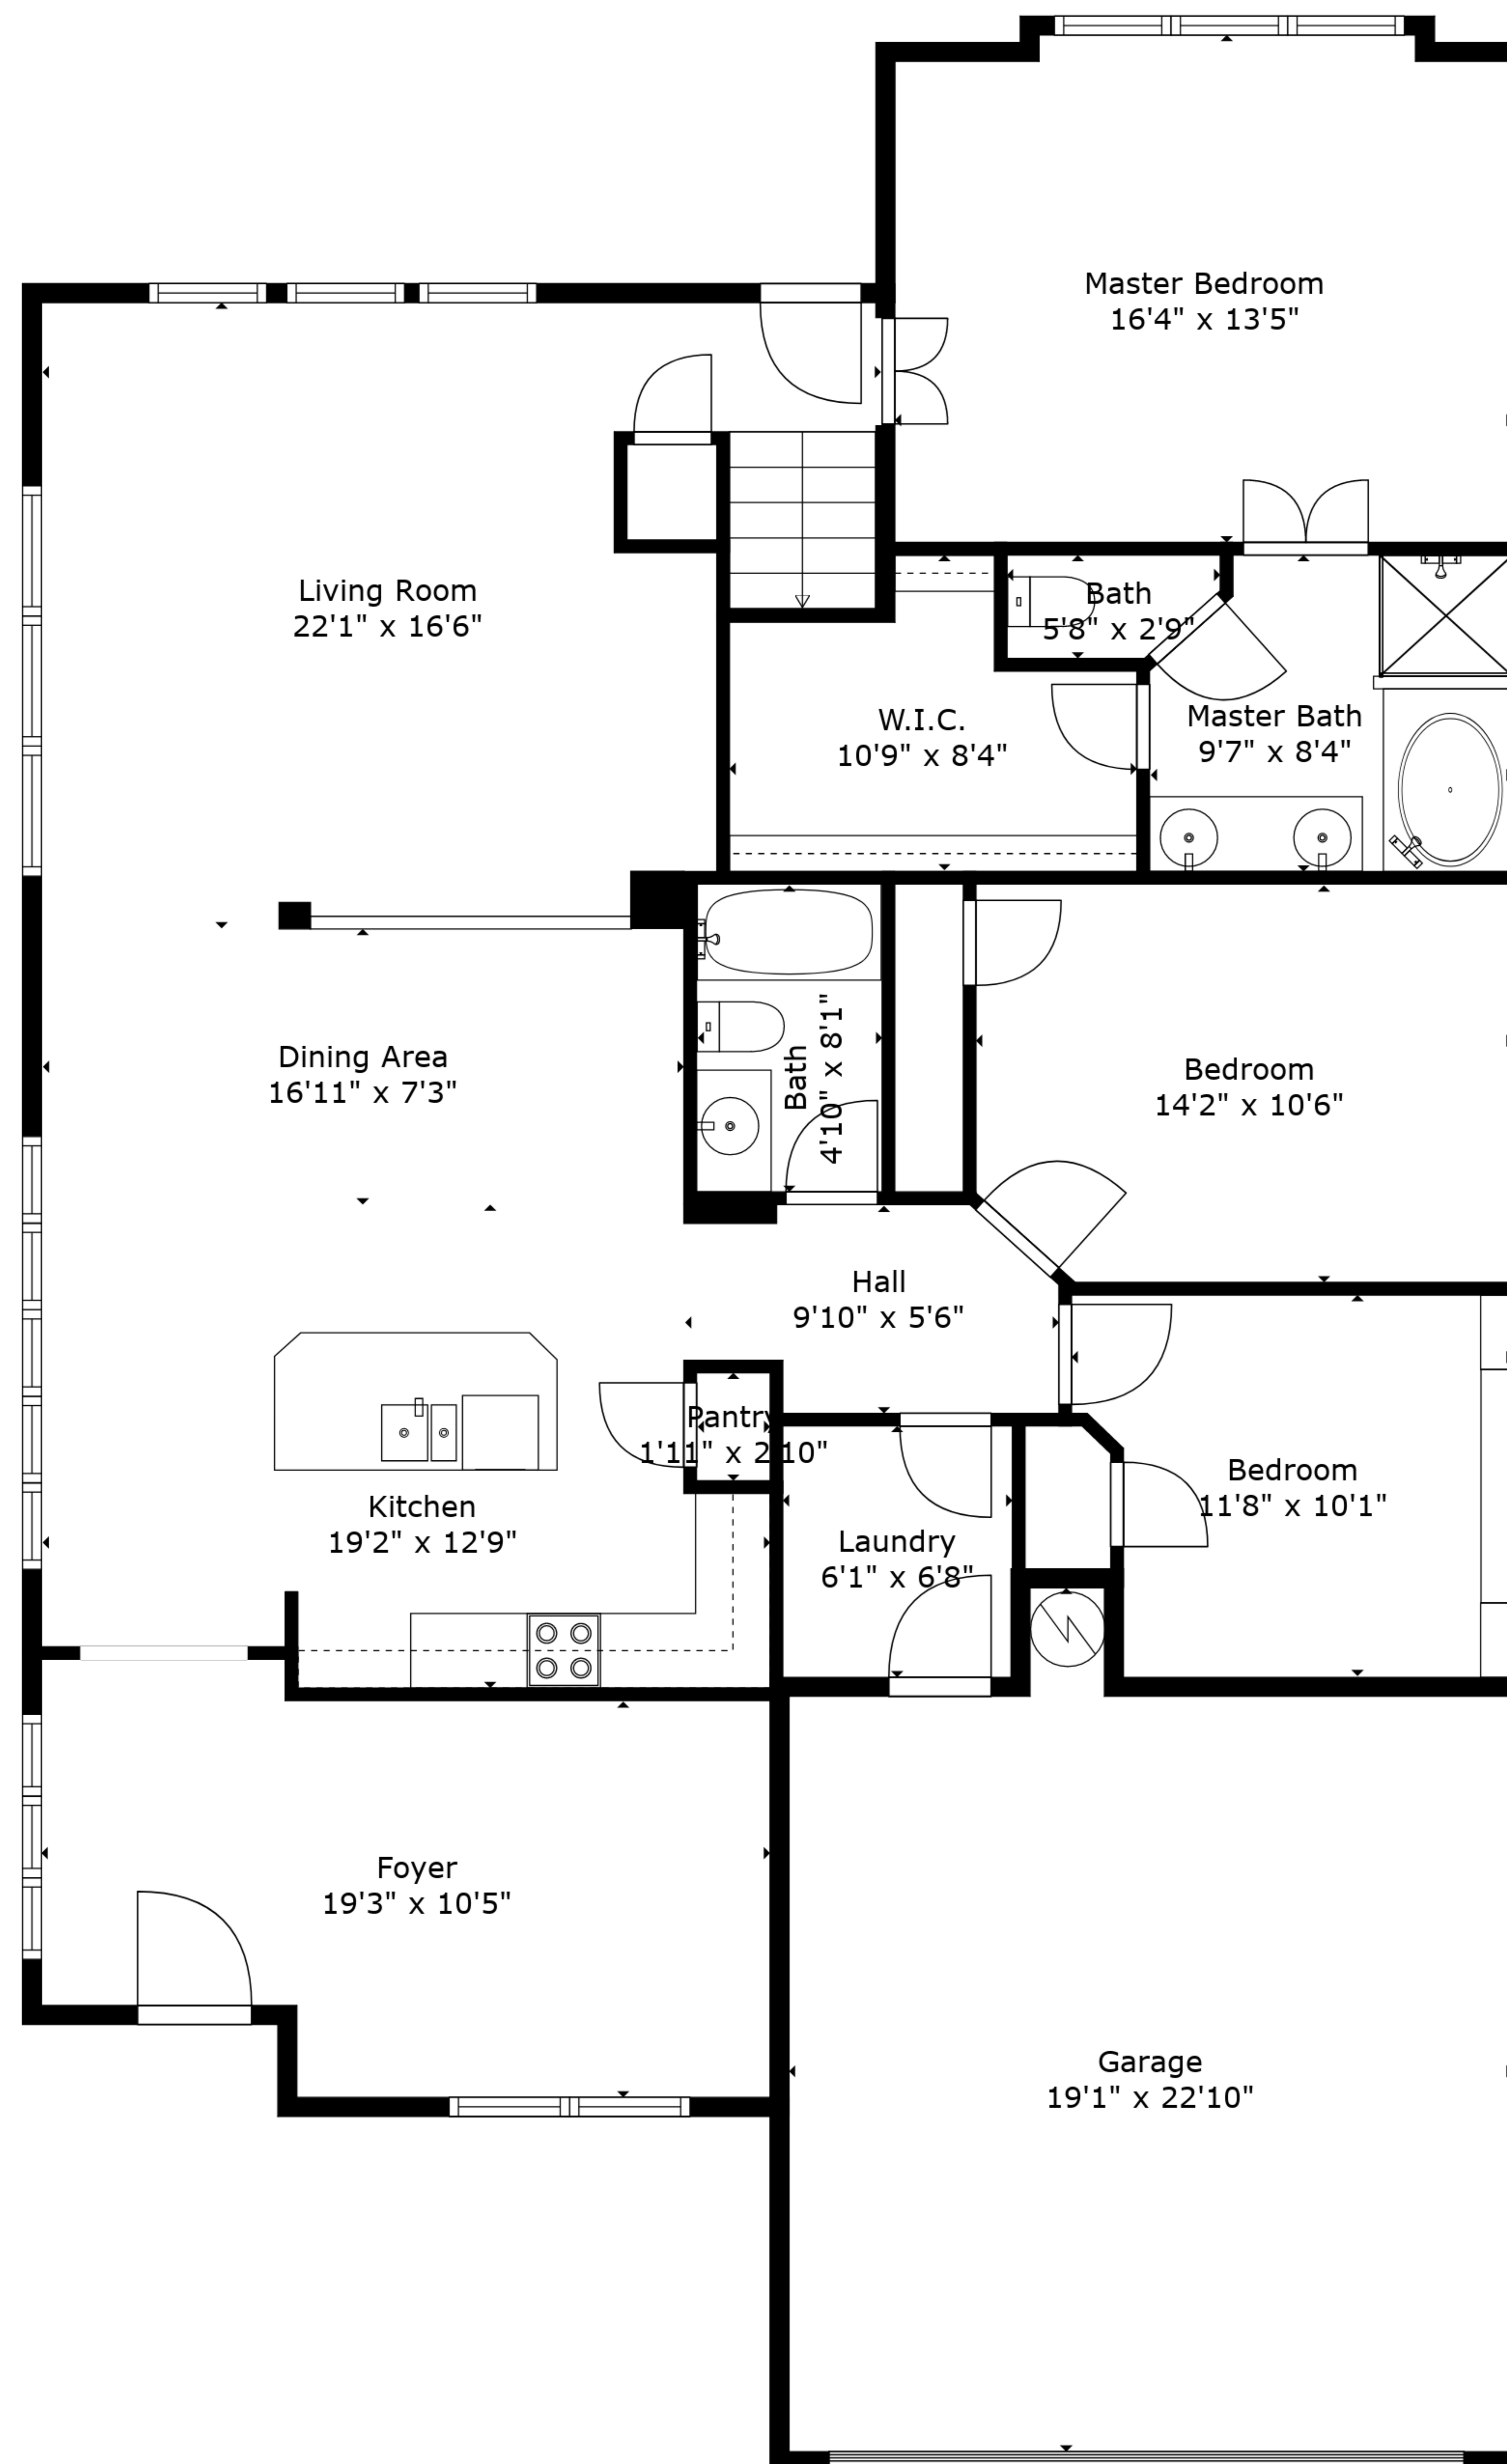 Master Bedroom
16'4" x 13'5"
Living Room
22'1" x 16'6"
Bath
5'8" x 2'9"
W.I.C.
10'9" x 8'4"
Master Bath
9'7" x 8'4"
Dining Area
16'11" x 7'3"
Bath
4'10" x 8'1"
Bedroom
14'2" x 10'6"
Hall
9'10" x 5'6"
Pantry
1'11" x 2'10"
Kitchen
19'2" x 12'9"
Laundry
6'1" x 6'8"
Bedroom
11'8" x 10'1"
Foyer
19'3" x 10'5"
Garage
19'1" x 22'10"